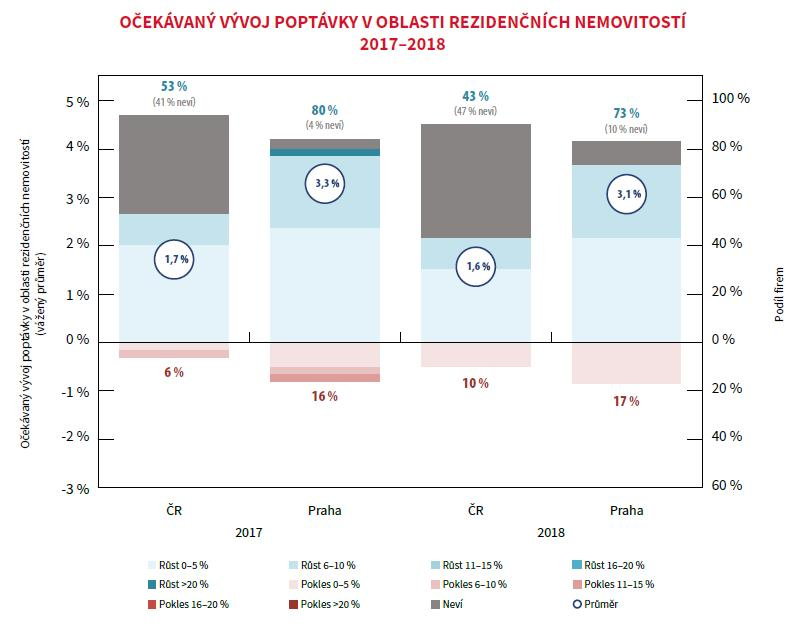 OČEKÁVANÝ VÝVOJ POPTÁVKY V OBLASTI REZIDENČNÍCH NEMOVITOSTÍ
2017–2018
53 %
(41 % neví)
80 %
(4 % neví)
43 %
(47 % neví)
73 %
(10 % neví)
5 %
4 %
3 %
2 %
1 %
0 %
-1 %
-2 %
-3 %
Očekávaný vývoj poptávky v oblasti rezidenčních nemovitostí
(vážený průměr)
100 %
80 %
60 %
40 %
20 %
0 %
20 %
40 %
60 %
Podíl firem
1,7 %
3,3 %
1,6 %
3,1 %
6 %
16 %
10 %
17 %
ČR
Praha
ČR
Praha
2017
2018
Růst 0–5 %
Růst 6–10 %
Růst 11–15 %
Růst 16–20 %
Růst >20 %
Pokles 0–5 %
Pokles 6–10 %
Pokles 11–15 %
Pokles 16–20 %
Pokles >20 %
Neví
Průměr